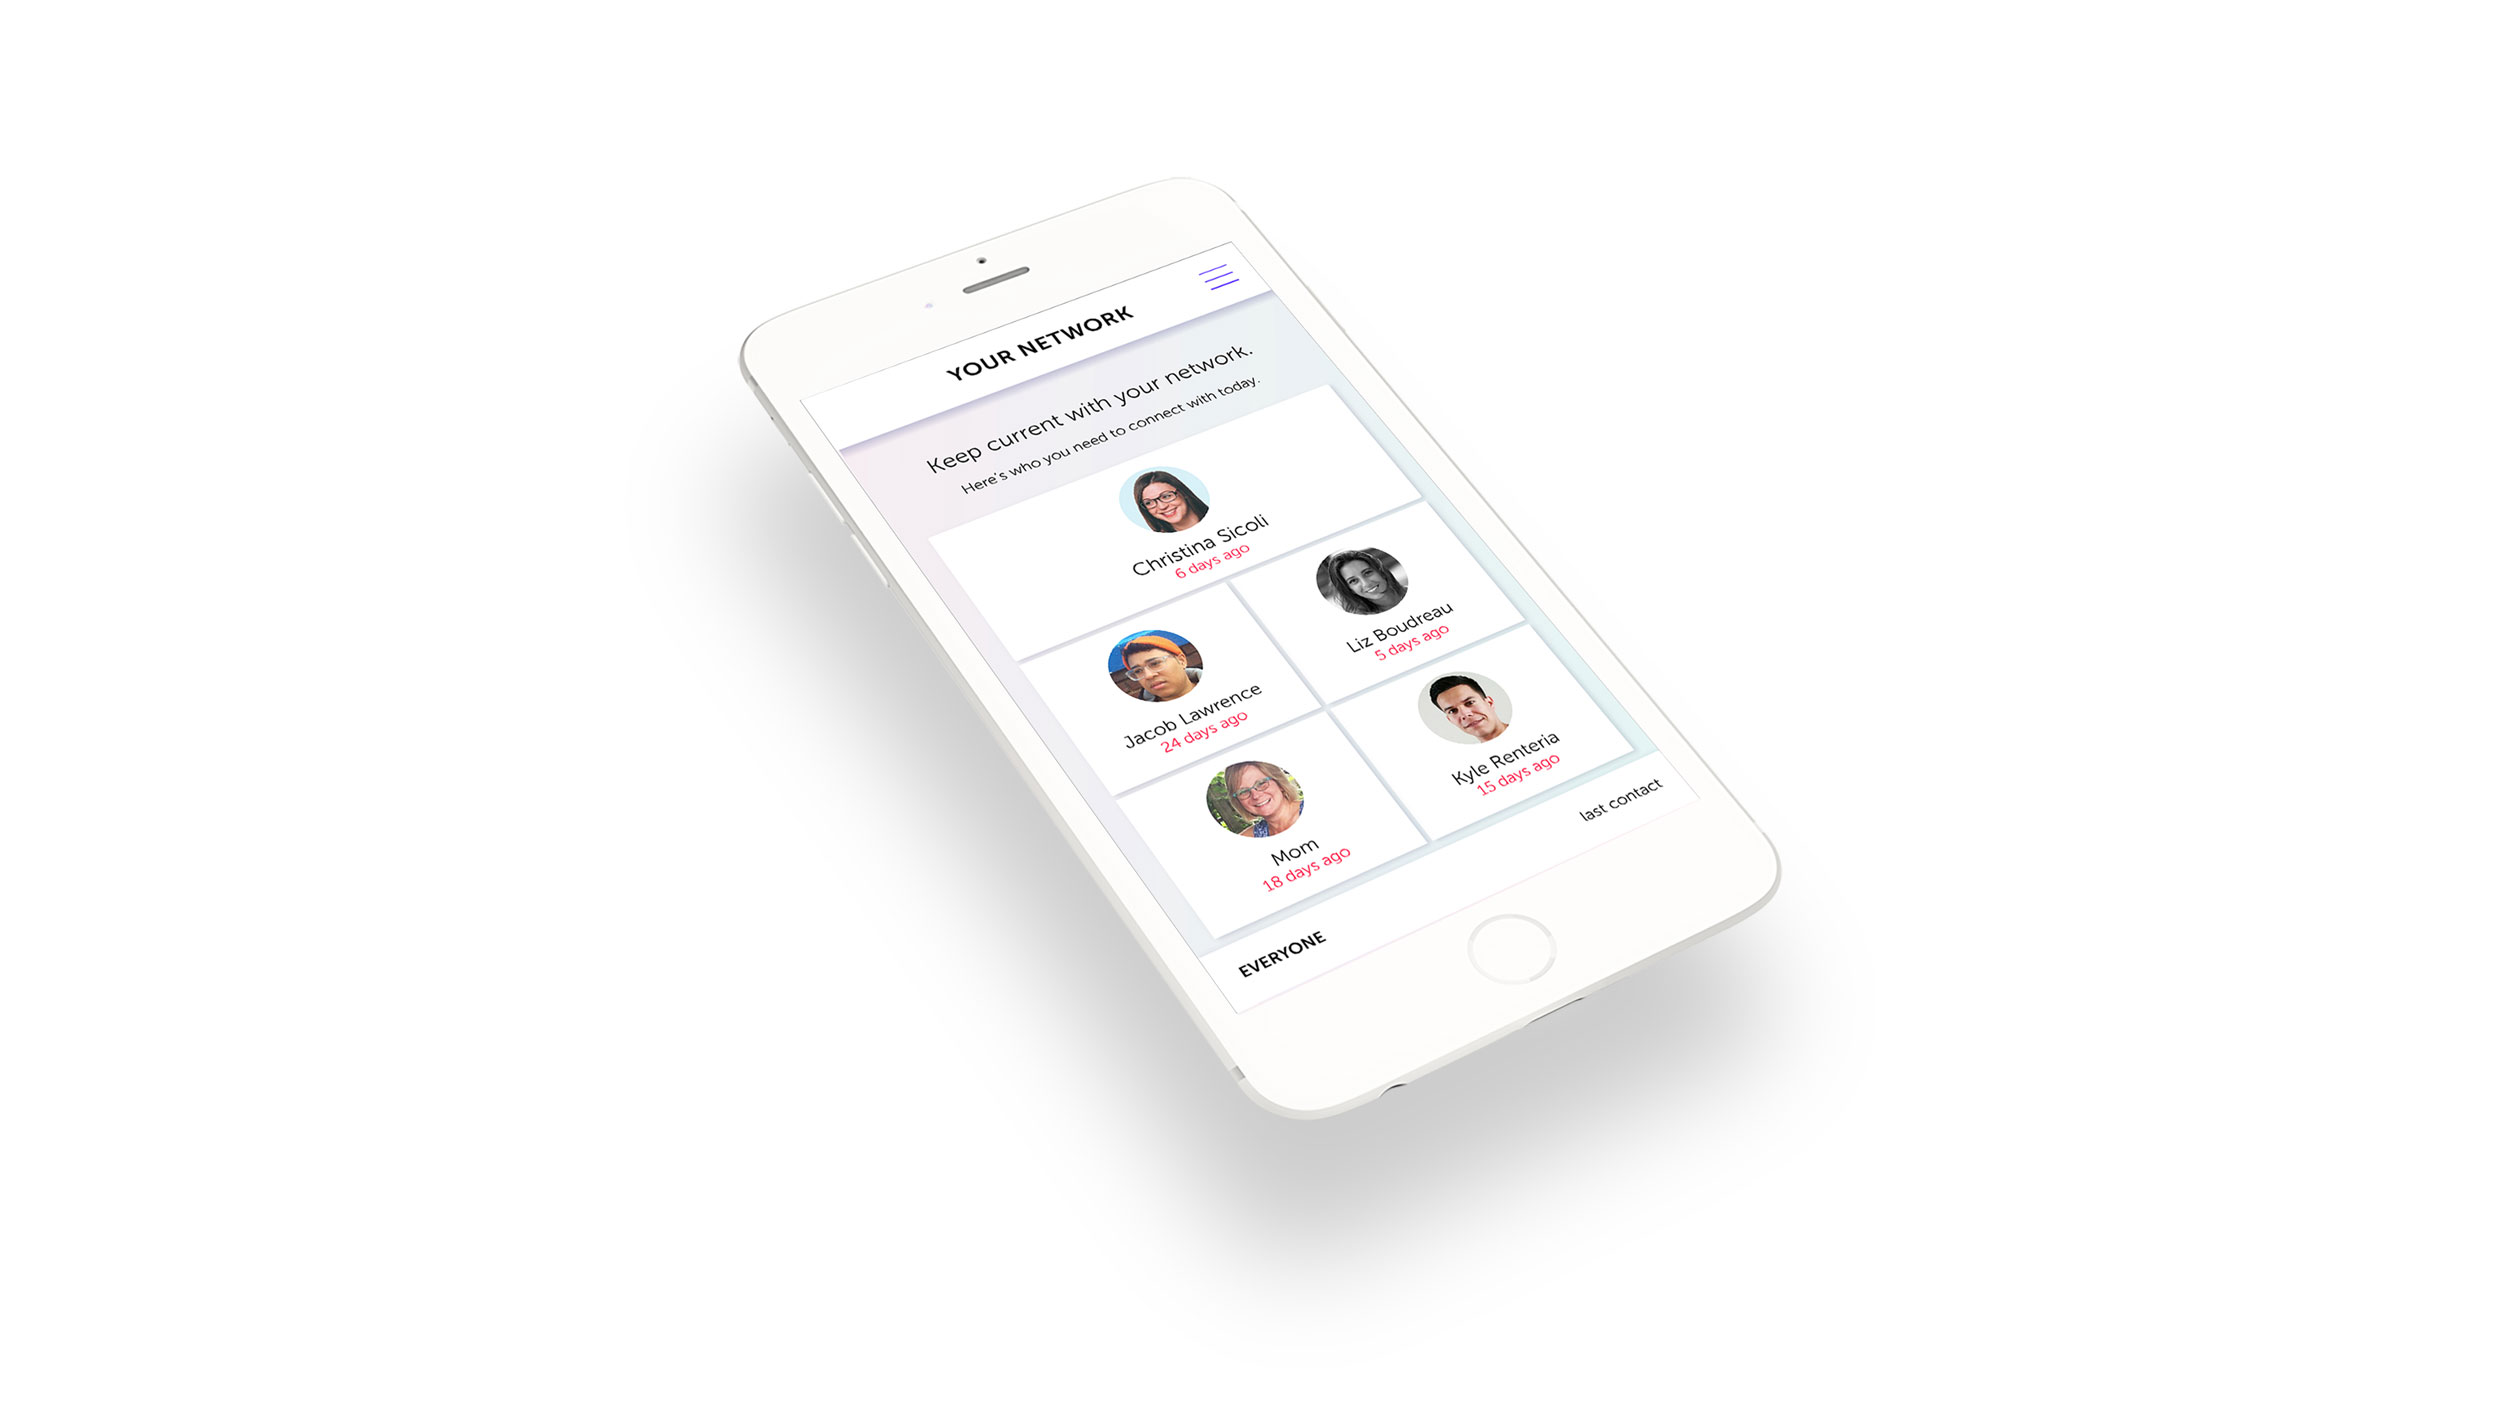 YOUR NETWORK
Keep current with your network.
Here's who you need to connect with today.
Christina Sicoli
6 days ago
Jacob Lawrence
24 days ago
Liz Boudreau
5 days ago
Mom
18 days ago
Kyle Renteria
15 days ago
EVERYONE
last contact